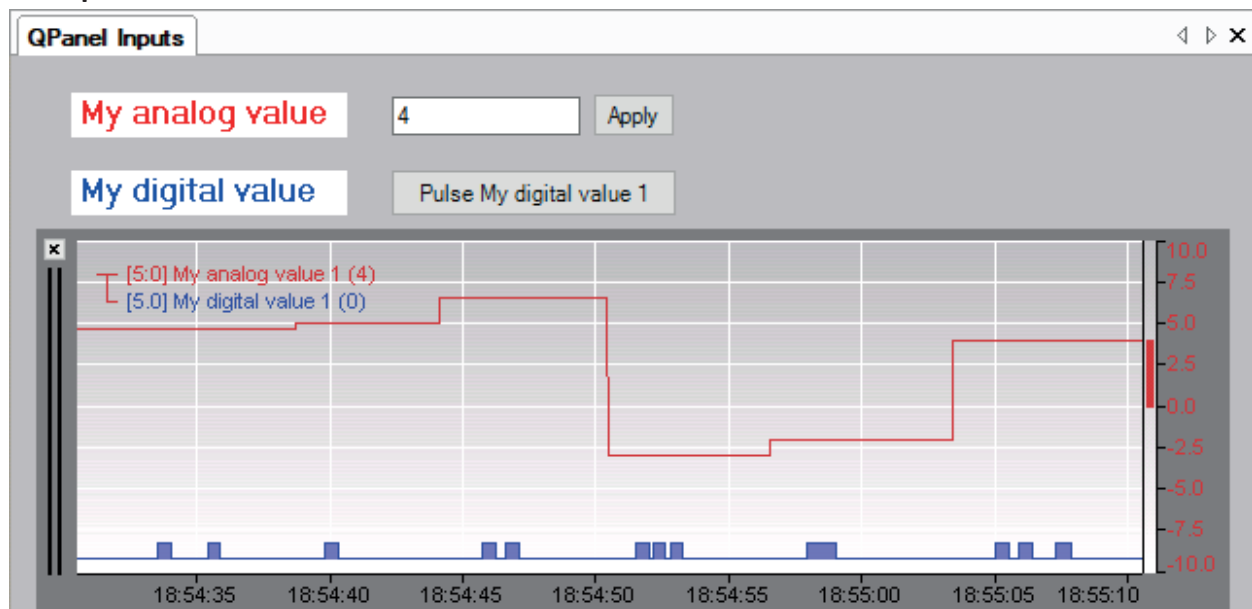 QPanel Inputs
My analog value
4
Apply
My digital value
Pulse My digital value 1
[5:0] My analog value 1 (4)
[5.0] My digital value 1 (0)
10.0
7.5
5.0
2.5
0.0
-2.5
-5.0
-7.5
-10.0
18:54:35 18:54:40 18:54:45 18:54:50 18:54:55 18:55:00 18:55:05 18:55:10